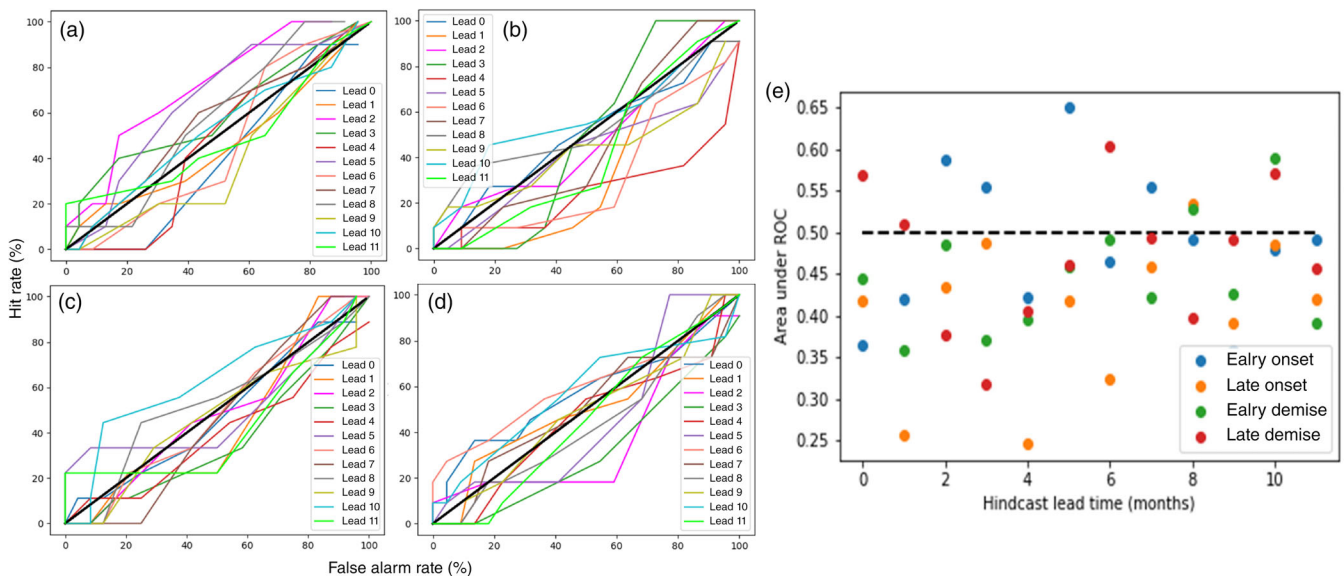 (a)
100
80
60
40
20
0
0 20 40 60 80 100
Lead 0
Lead 1
Lead 2
Lead 3
Lead 4
Lead 5
Lead 6
Lead 7
Lead 8
Lead 9
Lead 10
Lead 11
(b)
100
80
60
40
20
0
0 20 40 60 80 100
Lead 0
Lead 1
Lead 2
Lead 3
Lead 4
Lead 5
Lead 6
Lead 7
Lead 8
Lead 9
Lead 10
Lead 11
Hit rate (%)
(c)
100
80
60
40
20
0
0 20 40 60 80 100
Lead 0
Lead 1
Lead 2
Lead 3
Lead 4
Lead 5
Lead 6
Lead 7
Lead 8
Lead 9
Lead 10
Lead 11
(d)
100
80
60
40
20
0
0 20 40 60 80 100
Lead 0
Lead 1
Lead 2
Lead 3
Lead 4
Lead 5
Lead 6
Lead 7
Lead 8
Lead 9
Lead 10
Lead 11
False alarm rate (%)
(e)
0.65
0.60
0.55
0.50
0.45
0.40
0.35
0.30
0.25
Area under ROC
Ealry onset
Late onset
Ealry demise
Late demise
0 2 4 6 8 10
Hindcast lead time (months)